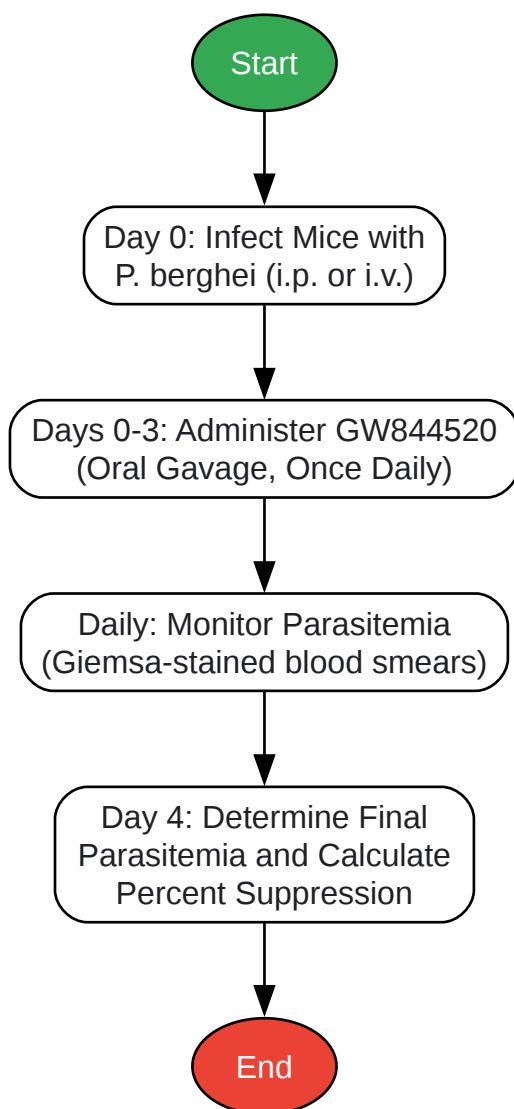 Start
Day 0: Infect Mice with
P. berghei (i.p. or i.v.)
Days 0-3: Administer GW844520
(Oral Gavage, Once Daily)
Daily: Monitor Parasitemia
(Giemsa-stained blood smears)
Day 4: Determine Final
Parasitemia and Calculate
Percent Suppression
End